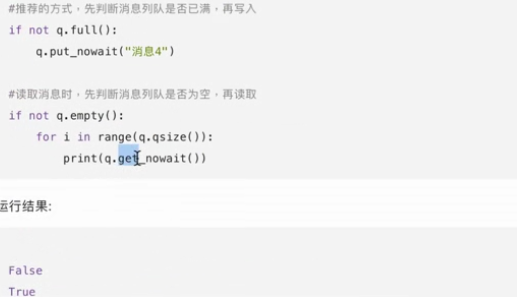 #推荐的方式，先判断消息列队是否已满，再写入
if not q.full():
q.put_nowait("消息4")
#读取消息时，先判断消息列队是否为空，再读取
if not q.empty():
for i in range(q.qsize()):
print(q.get_nowait())
运行结果:
False
True